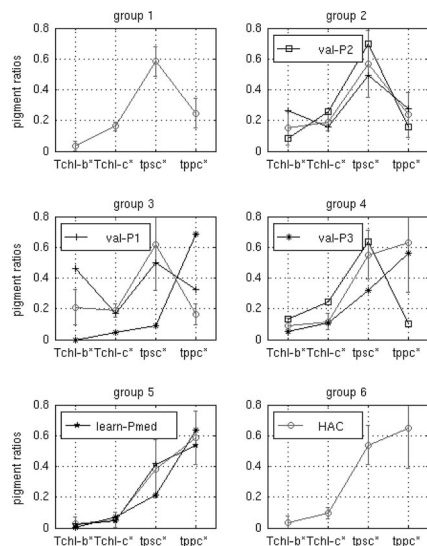 group 1
pigment ratios
0.8
0.6
0.4
0.2
0
Tchl-b* Tchl-c* tpsc* tppc*
group 2
val-P2
0.8
0.6
0.4
0.2
0
Tchl-b* Tchl-c* tpsc* tppc*
group 3
val-P1
pigment ratios
0.8
0.6
0.4
0.2
0
Tchl-b* Tchl-c* tpsc* tppc*
group 4
val-P3
0.8
0.6
0.4
0.2
0
Tchl-b* Tchl-c* tpsc* tppc*
group 5
learn-Pmed
pigment ratios
0.8
0.6
0.4
0.2
0
Tchl-b* Tchl-c* tpsc* tppc*
group 6
HAC
0.8
0.6
0.4
0.2
0
Tchl-b* Tchl-c* tpsc* tppc*